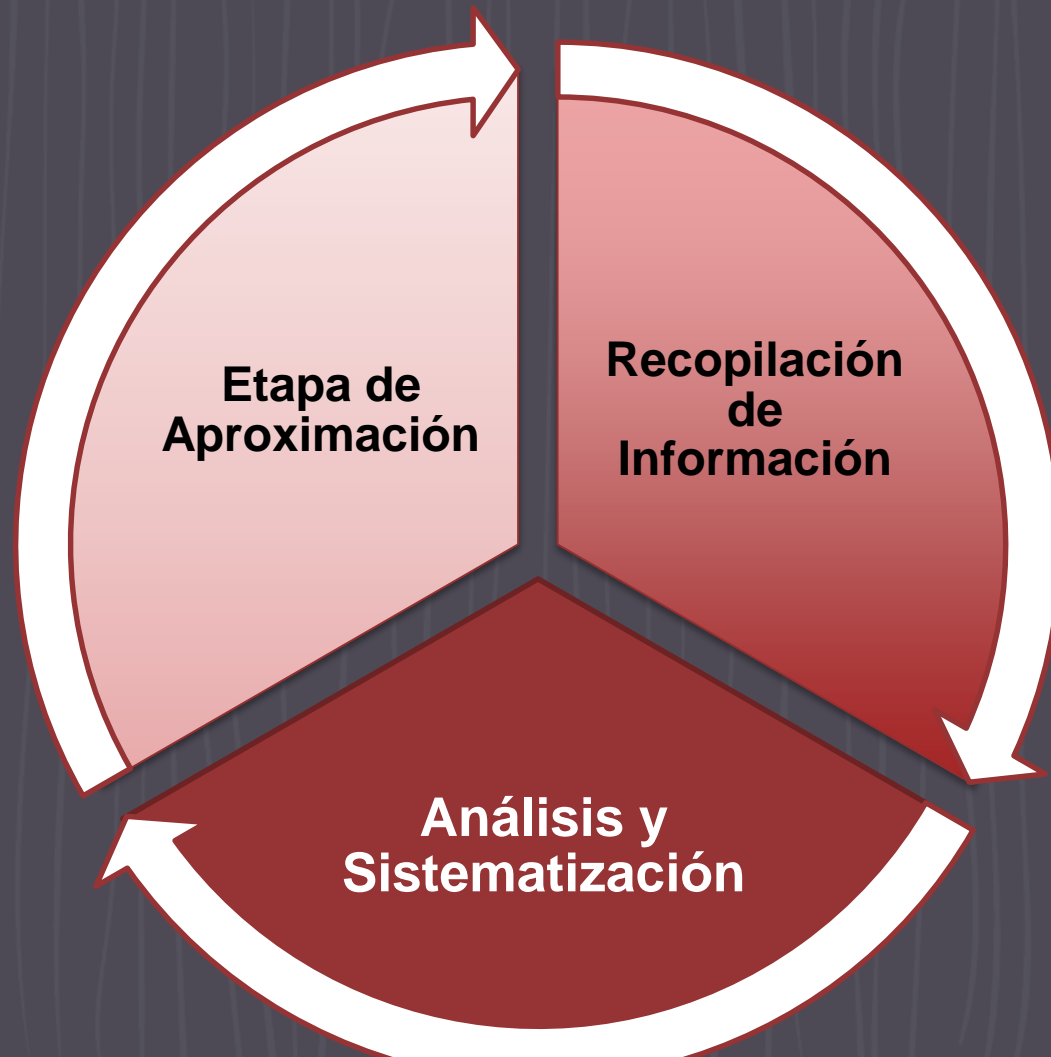 Etapa de
Aproximación
Recopilación
de
Información
Análisis y
Sistematización